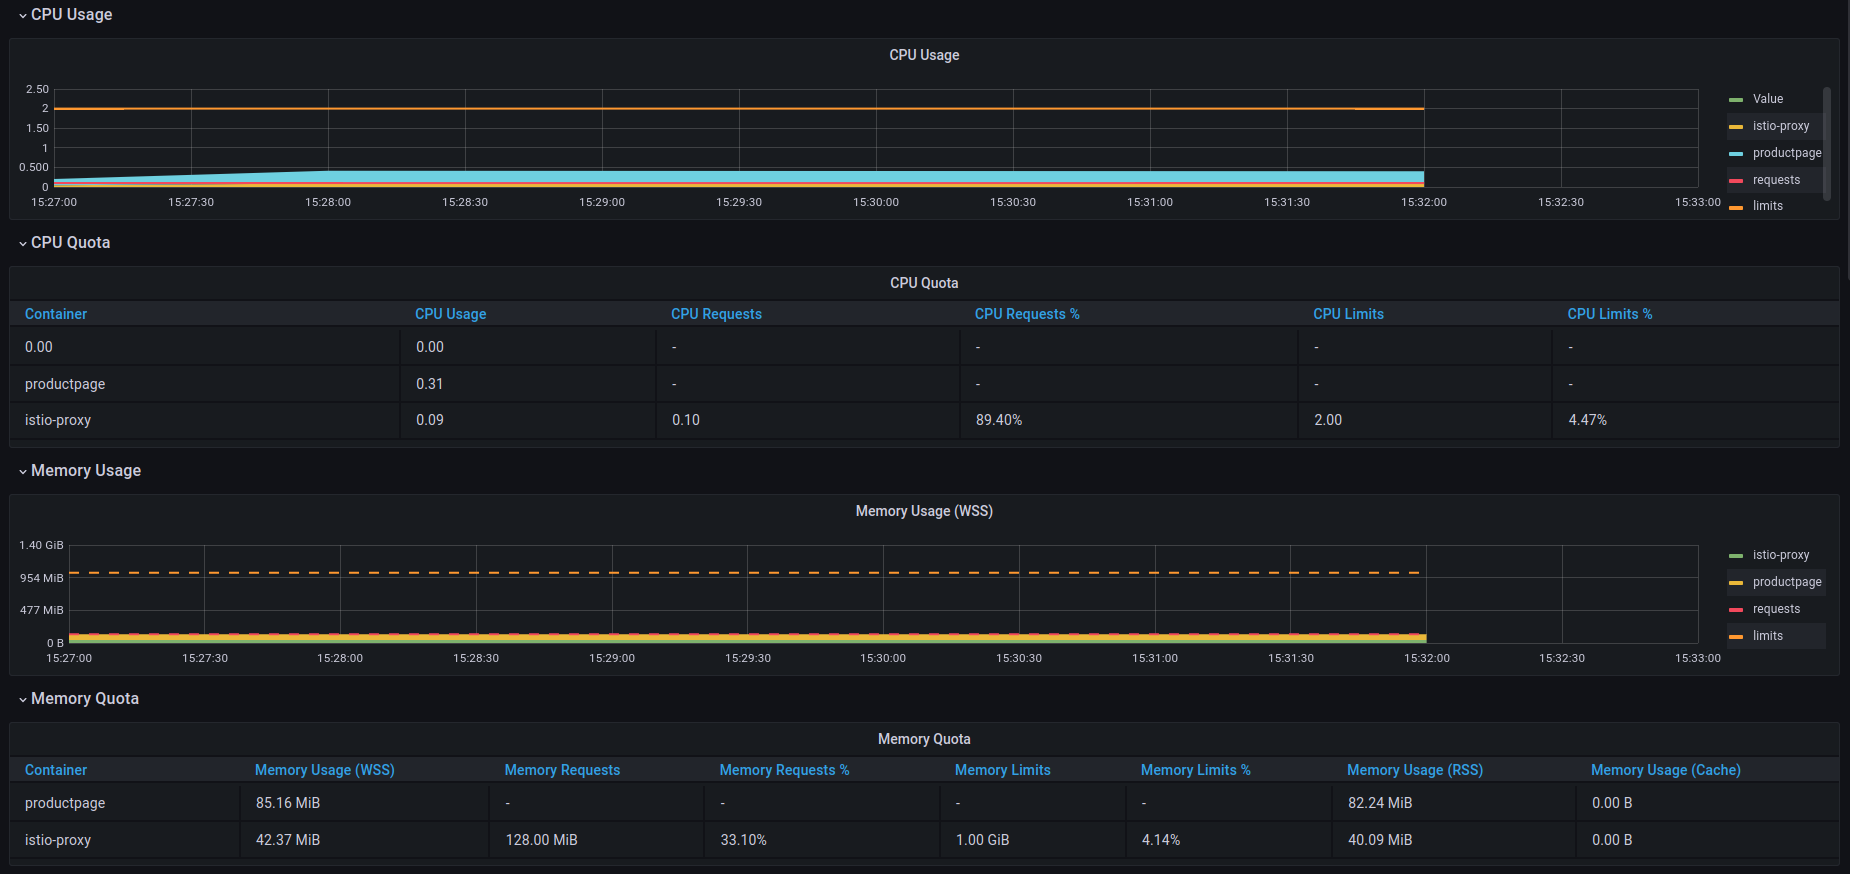 CPU Usage
CPU Usage
2.50
2
1.50
1
0.500
0
15:27:00 15:27:30 15:28:00 15:28:30 15:29:00 15:29:30 15:30:00 15:30:30 15:31:00 15:31:30 15:32:00 15:32:30 15:33:00
Value
istio-proxy
productpage
requests
limits
CPU Quota
CPU Quota
Container CPU Usage CPU Requests CPU Requests % CPU Limits CPU Limits %
0.00 0.00 - - - -
productpage 0.31 - - - -
istio-proxy 0.09 0.10 89.40% 2.00 4.47%
Memory Usage
Memory Usage (WSS)
1.40 GiB
954 MiB
477 MiB
0 B
15:27:00 15:27:30 15:28:00 15:28:30 15:29:00 15:29:30 15:30:00 15:30:30 15:31:00 15:31:30 15:32:00 15:32:30 15:33:00
istio-proxy
productpage
requests
limits
Memory Quota
Memory Quota
Container Memory Usage (WSS) Memory Requests Memory Requests % Memory Limits Memory Limits % Memory Usage (RSS) Memory Usage (Cache)
productpage 85.16 MiB - - - - 82.24 MiB 0.00 B
istio-proxy 42.37 MiB 128.00 MiB 33.10% 1.00 GiB 4.14% 40.09 MiB 0.00 B